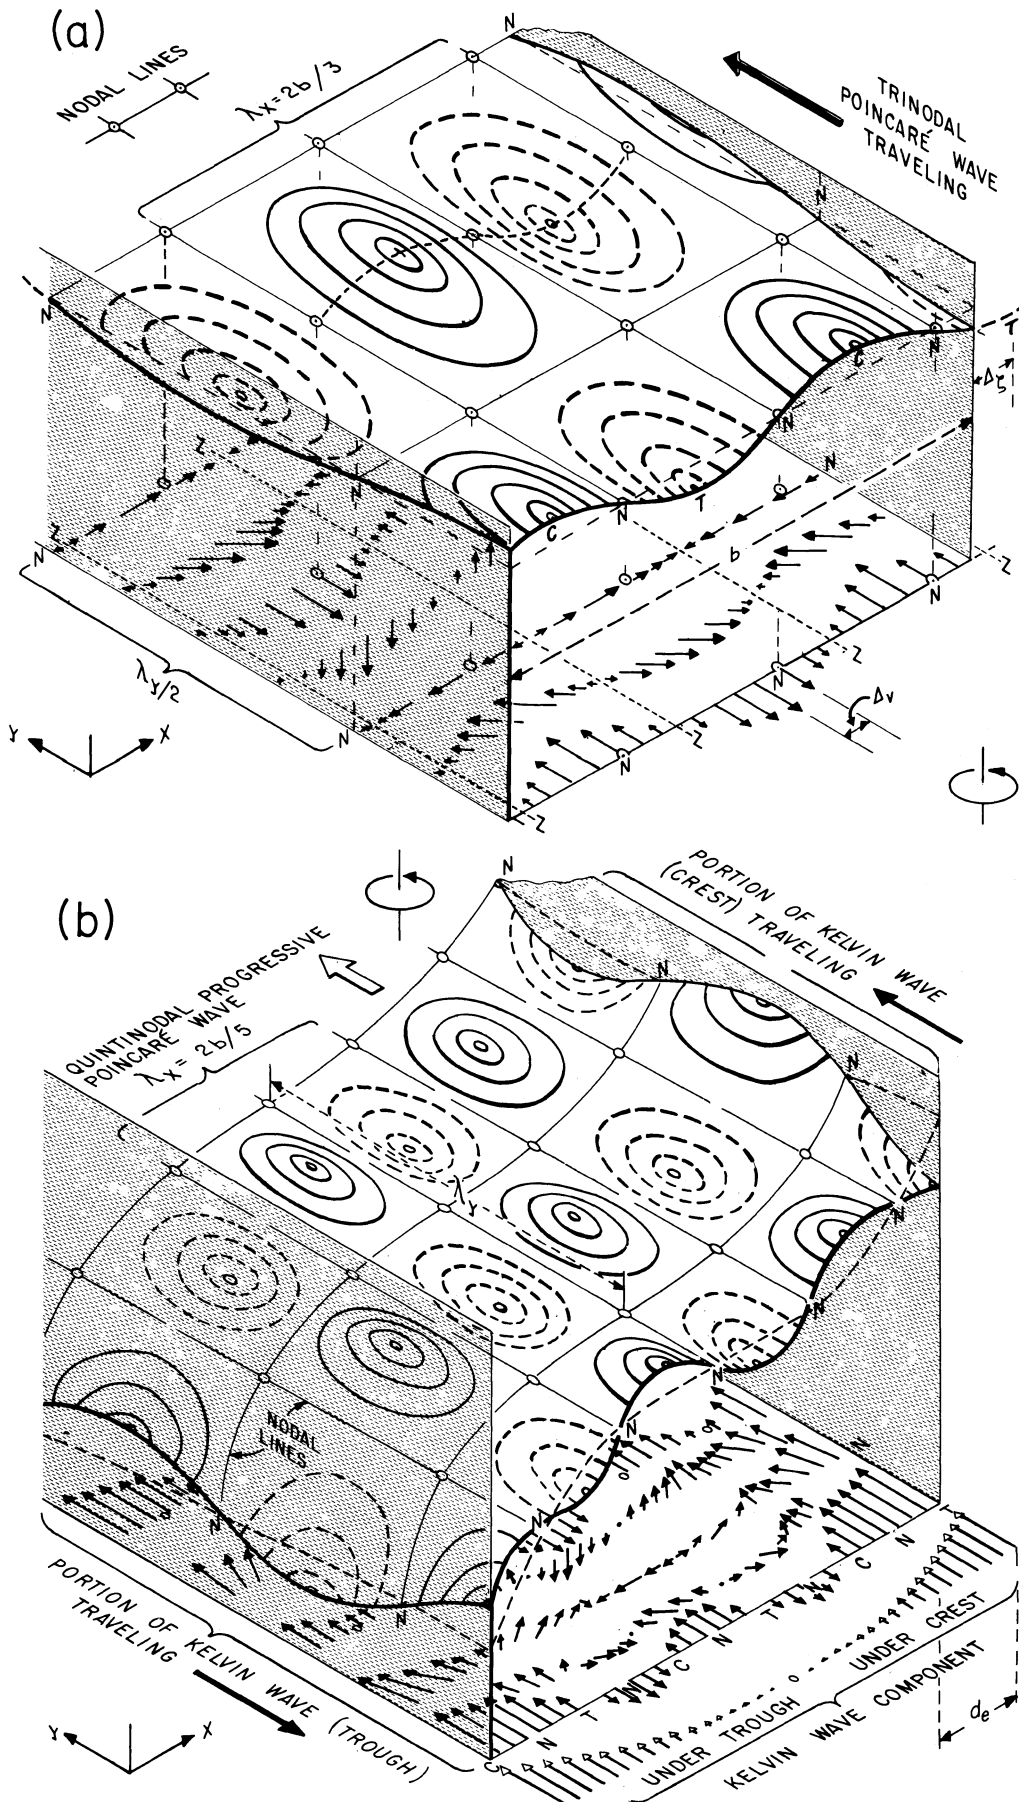 (a)
NODAL LINES
λx = 2b/3
N
TRINODAL
POINCARÉ WAVE
TRAVELING
N
N
N
C
T
Δζ
N
N
N
T
C
N
Z
Z
N
N
b
Z
λy/2
N
N
N
N
Z
Z
Z
Δv
y
x
(b)
N
PORTION OF KELVIN WAVE
(CREST) TRAVELING
QUINTINODAL PROGRESSIVE
POINCARÉ WAVE
λx = 2b/5
N
N
λy
N
N
N
N
N
NODAL
LINES
N
N
PORTION OF KELVIN WAVE (TROUGH)
TRAVELING
N
C
T
N
T
N
C
N
T
N
C
UNDER TROUGH
UNDER CREST
KELVIN WAVE COMPONENT
de
y
x